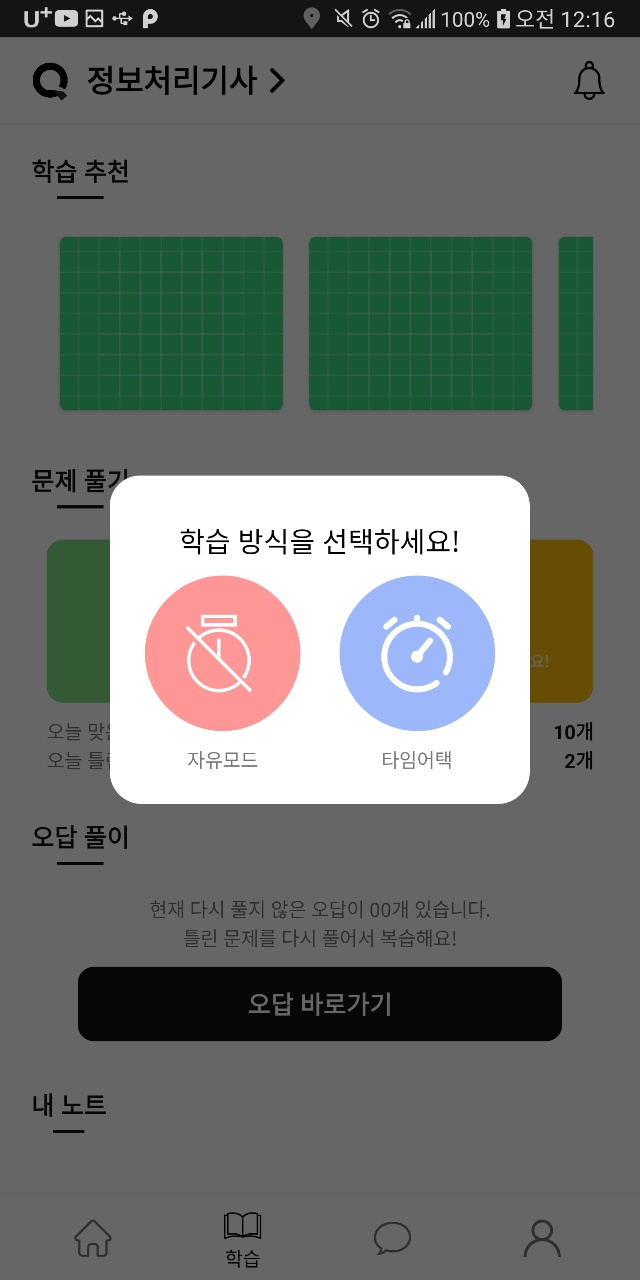 U+ 100% 오전 12:16
정보처리기사
학습 추천
문제 풀기
학습 방식을 선택하세요!
요!
자유모드
타임어택
오늘 맞
10개
오늘 틀
2개
오답 풀이
현재 다시 풀지 않은 오답이 00개 있습니다.
틀린 문제를 다시 풀어서 복습해요!
오답 바로가기
내 노트
학습